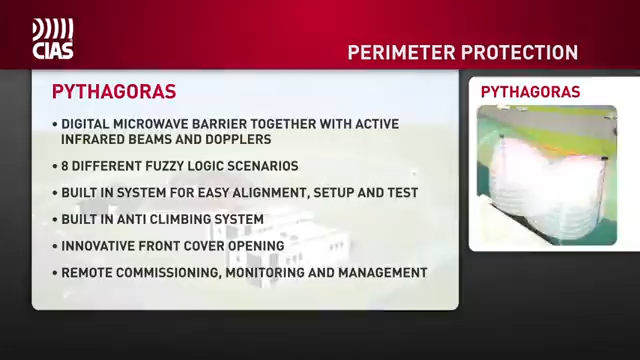 CIAS
PERIMETER PROTECTION
PYTHAGORAS
• DIGITAL MICROWAVE BARRIER TOGETHER WITH ACTIVE
INFRARED BEAMS AND DOPPLERS
• 8 DIFFERENT FUZZY LOGIC SCENARIOS
• BUILT IN SYSTEM FOR EASY ALIGNMENT, SETUP AND TEST
• BUILT IN ANTI CLIMBING SYSTEM
• INNOVATIVE FRONT COVER OPENING
• REMOTE COMMISSIONING, MONITORING AND MANAGEMENT
PYTHAGORAS